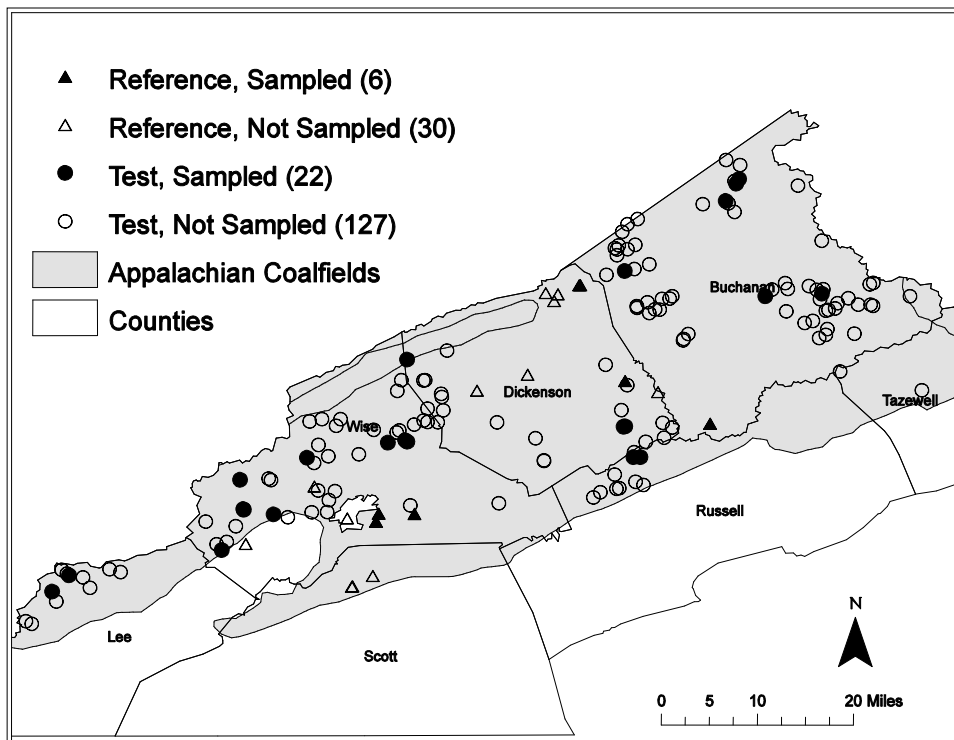 Reference, Sampled (6)
Reference, Not Sampled (30)
Test, Sampled (22)
Test, Not Sampled (127)
Appalachian Coalfields
Counties
Buchanan
Dickenson
Tazewell
Wise
Russell
Lee
Scott
N
0 5 10 20 Miles